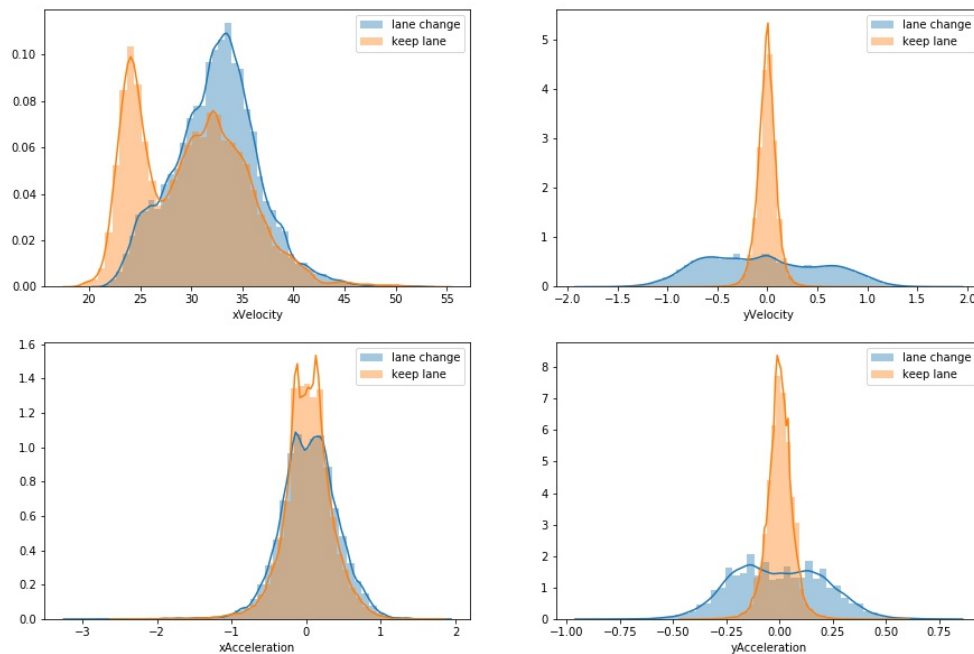 0.10
0.08
0.06
0.04
0.02
0.00
20 25 30 35 40 45 50 55
xVelocity
lane change
keep lane
5
4
3
2
1
0
−2.0 −1.5 −1.0 −0.5 0.0 0.5 1.0 1.5 2.0
yVelocity
lane change
keep lane
1.6
1.4
1.2
1.0
0.8
0.6
0.4
0.2
0.0
−3 −2 −1 0 1 2
xAcceleration
lane change
keep lane
8
7
6
5
4
3
2
1
0
−1.00 −0.75 −0.50 −0.25 0.00 0.25 0.50 0.75
yAcceleration
lane change
keep lane